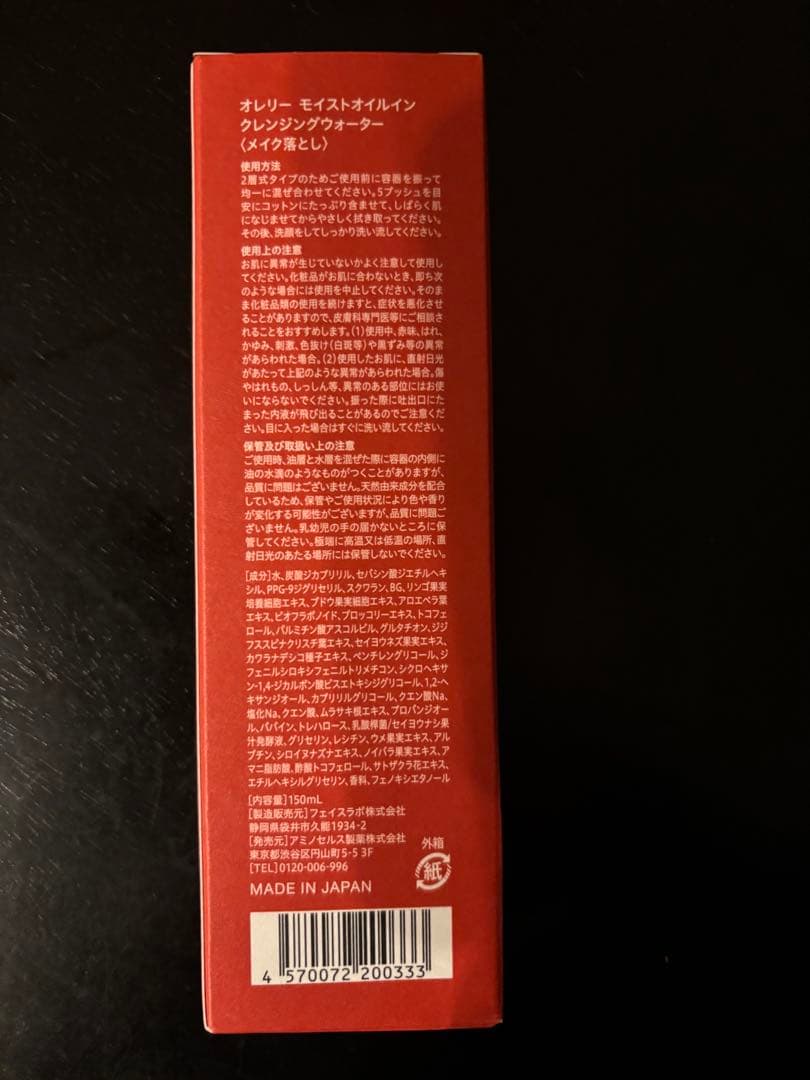 オレリー モイストオイルイン
クレンジングウォーター
〈メイク落とし〉
使用方法
2層式タイプのためご使用前に容器を振って
均一に混ぜ合わせてください。5プッシュを目
安にコットンにたっぷり含ませて、しばらく肌
になじませてからやさしく拭き取ってください。
その後、洗顔をしてしっかり洗い流してください。
使用上の注意
お肌に異常が生じていないかよく注意して使用し
てください。化粧品がお肌に合わないとき、即ち次
のような場合には使用を中止してください。そのま
ま化粧品類の使用を続けますと、症状を悪化させ
ることがありますので、皮膚科専門医等にご相談さ
れることをおすすめします。(1)使用中、赤味、はれ、
かゆみ、刺激、色抜け(白斑等)や黒ずみ等の異常
があらわれた場合。(2)使用したお肌に、直射日光
があたって上記のような異常があらわれた場合。傷
やはれもの、しっしん等、異常のある部位にはお使
いにならないでください。振った際に吐出口にた
まった内液が飛び出ることがあるのでご注意くだ
さい。目に入った場合はすぐに洗い流してください。
保管及び取扱い上の注意
ご使用時、油層と水層を混ぜた際に容器の内側に
油の水滴のようなものがつくことがありますが、
品質に問題はございません。天然由来成分を配合
しているため、保管やご使用状況により色や香り
が変化する可能性がございますが、品質に問題ご
ざいません。乳幼児の手の届かないところに保
管してください。極端に高温又は低温の場所、直
射日光のあたる場所には保管しないでください。
[成分]水、炭酸ジカプリリル、セバシン酸ジエチルヘキ
シル、PPG-9ジグリセリル、スクワラン、BG、リンゴ果実
培養細胞エキス、ブドウ果実細胞エキス、アロエベラ葉
エキス、ビオフラボノイド、ブロッコリーエキス、トコフェ
ロール、パルミチン酸アスコルビル、グルタチオン、ジジ
フススピナクリスチ葉エキス、セイヨウネズ果実エキス、
カワラナデシコ種子エキス、ペンチレングリコール、ジ
フェニルシロキシフェニルトリメチコン、シクロヘキサ
ン-1,4-ジカルボン酸ビスエトキシジグリコール、1,2-ヘ
キサンジオール、カプリリルグリコール、クエン酸Na、
塩化Na、クエン酸、ムラサキ根エキス、プロパンジオー
ル、パパイン、トレハロース、乳酸桿菌/セイヨウナシ果
汁発酵液、グリセリン、レシチン、ウメ果実エキス、アル
ブチン、シロイヌナズナエキス、ノイバラ果実エキス、ア
マニ脂肪酸、酢酸トコフェロール、サトザクラ花エキス、
エチルヘキシルグリセリン、香料、フェノキシエタノール
[内容量]150mL
[製造販売元]フェイスラボ株式会社
静岡県袋井市久能1934-2
[発売元]アミノセルス製薬株式会社
東京都渋谷区円山町5-5 3F
[TEL]0120-006-996
MADE IN JAPAN
外箱
紙
4 570072 200333